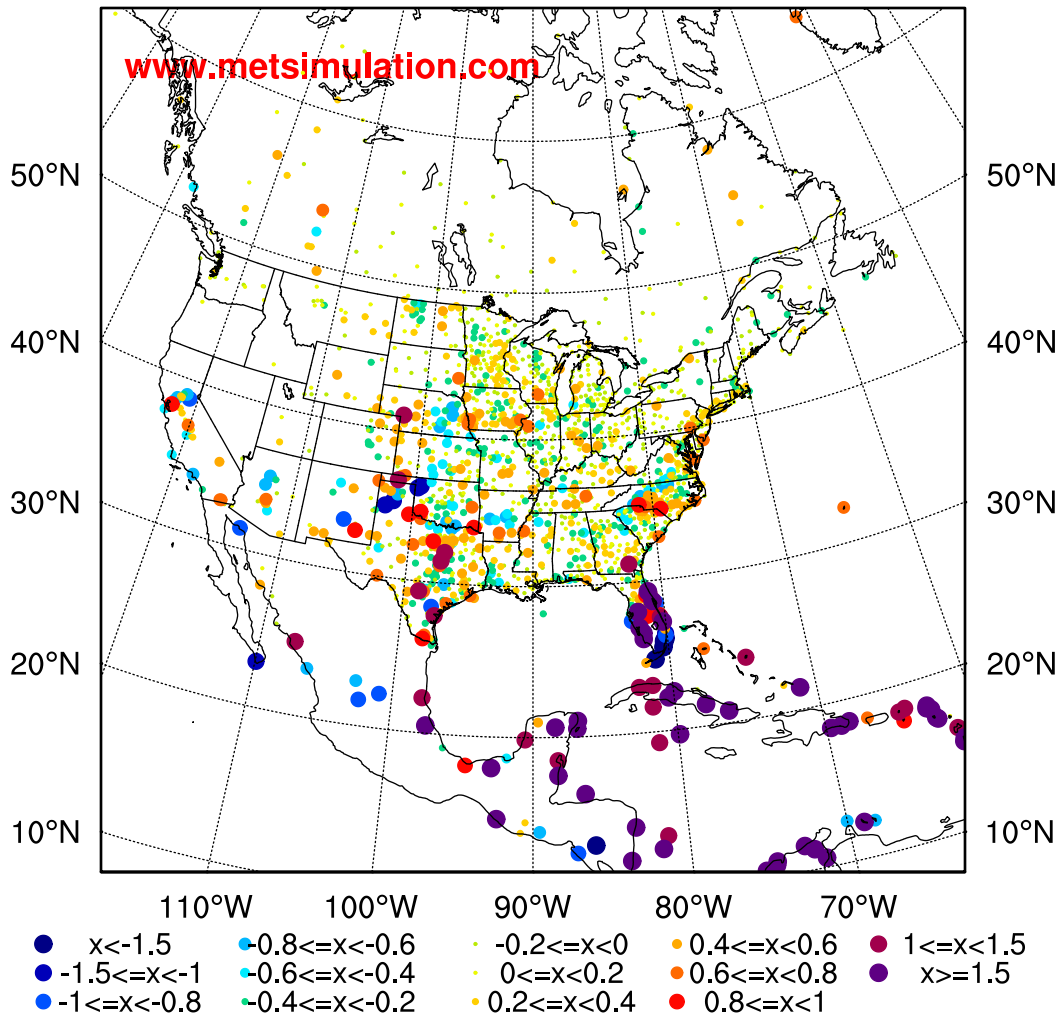 www.metsimulation.com
50°N 50°N
40°N 40°N
30°N 30°N
20°N 20°N
10°N 10°N
110°W 100°W 90°W 80°W 70°W
x<-1.5 -0.8<=x<-0.6 -0.2<=x<0 0.4<=x<0.6 1<=x<1.5
-1.5<=x<-1 -0.6<=x<-0.4 0<=x<0.2 0.6<=x<0.8 x>=1.5
-1<=x<-0.8 -0.4<=x<-0.2 0.2<=x<0.4 0.8<=x<1